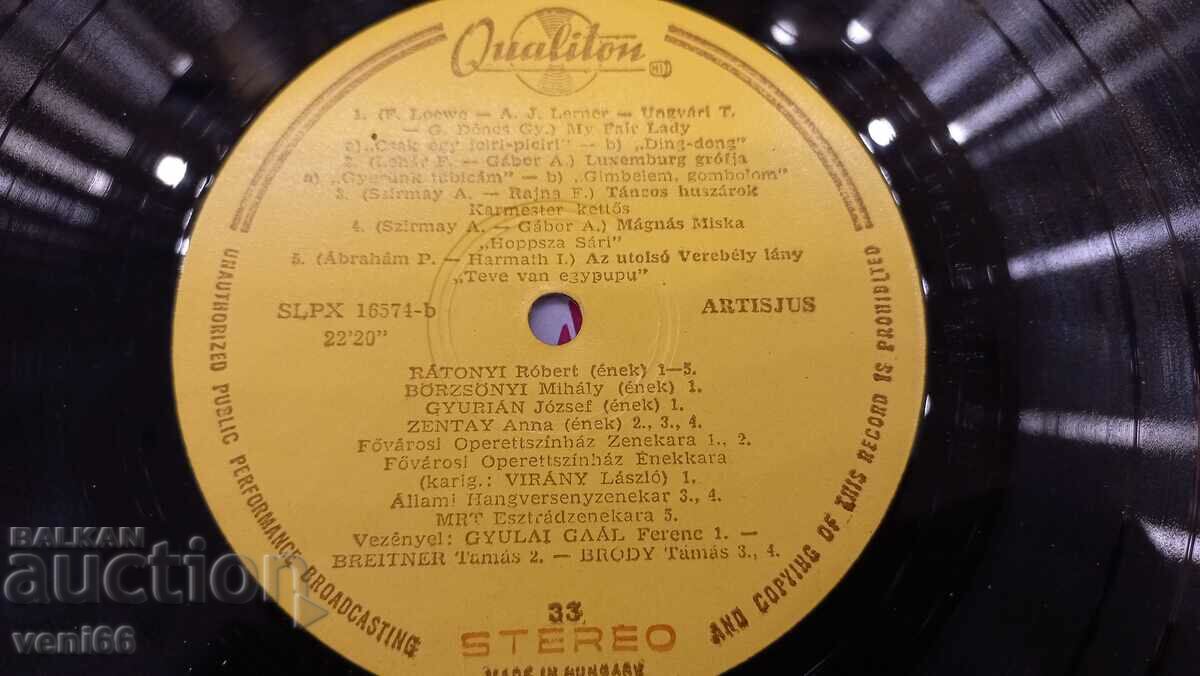 Qualiton
1. (F. Loewe — A. J. Lerner — Ungvári T.
— G. Dénes Gy.) My Fair Lady
a) „Csak egy iciri-piciri" — b) „Ding-dong"
2. (Lehár F. — Gábor A.) Luxemburg grófja
a) „Gyerünk tubicám" — b) „Gimbelem, gombolom"
3. (Szirmay A. — Rajna F.) Táncos huszárok
Karmester kettős
4. (Szirmay A. — Gábor A.) Mágnás Miska
„Hoppsza Sári"
5. (Ábrahám P. — Harmath I.) Az utolsó Verebély lány
„Teve van egypupu"
SLPX 16574-b
ARTISJUS
22'20"
RÁTONYI Róbert (ének) 1—5.
BÖRZSÖNYI Mihály (ének) 1.
GYURIÁN József (ének) 1.
ZENTAY Anna (ének) 2., 3., 4.
Fővárosi Operettszínház Zenekara 1., 2.
Fővárosi Operettszínház Énekkara
(karig.: VIRÁNY László) 1.
Állami Hangversenyzenekar 3., 4.
MRT Esztrádzenekara 5.
Vezényel: GYULAI GAÁL Ferenc 1. —
BREITNER Tamás 2. — BRÓDY Tamás 3., 4.
33
STEREO
MADE IN HUNGARY
UNAUTHORIZED PUBLIC PERFORMANCE BROADCASTING
AND COPYING OF THIS RECORD IS PROHIBITED
BALKAN
auction
veni66